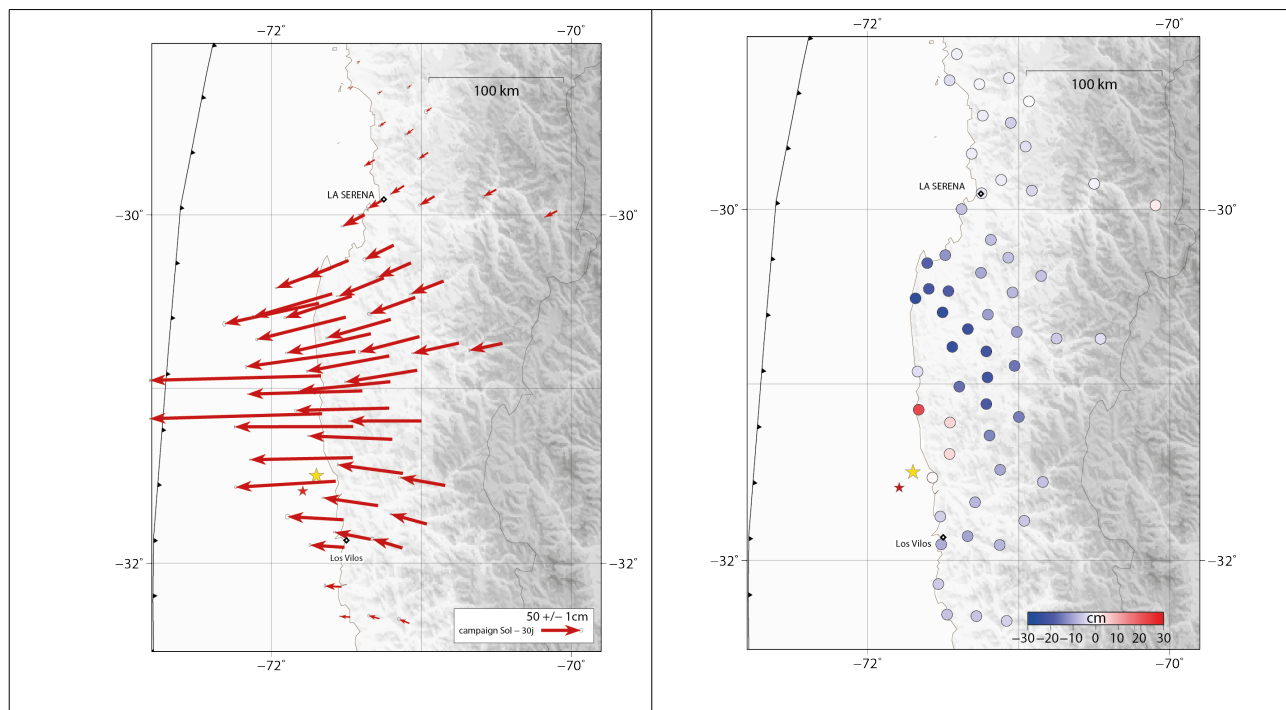 −72˚
−70˚
100 km
LA SERENA
−30˚
−32˚
Los Vilos
50 +/− 1cm
campaign Sol − 30j
−72˚
−70˚
−72˚
−70˚
100 km
LA SERENA
−30˚
−30˚
Los Vilos
−32˚
−32˚
cm
−30 −20 −10 0 10 20 30
−72˚
−70˚